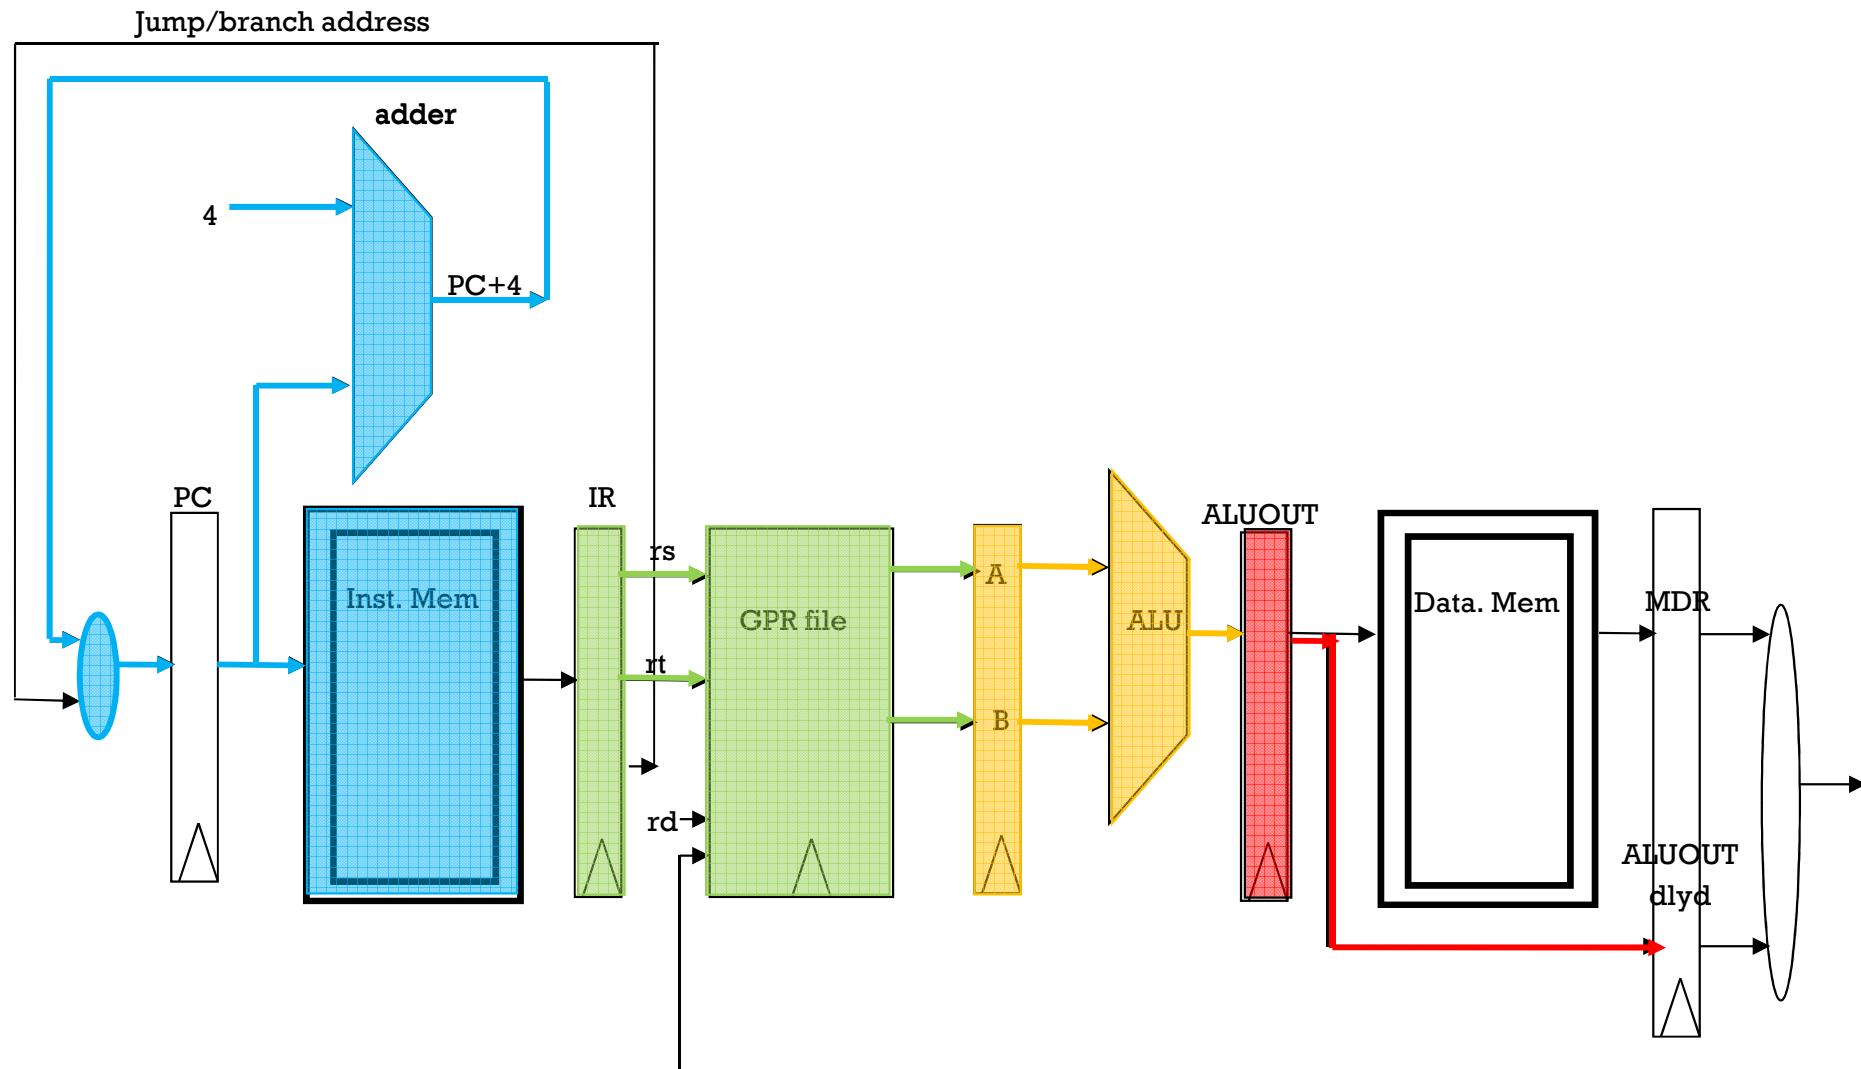 Jump/branch address
adder
4
PC+4
PC
IR
ALUOUT
rs
A
Inst. Mem
GPR file
ALU
Data. Mem
MDR
rt
B
rd
ALUOUT
dlyd